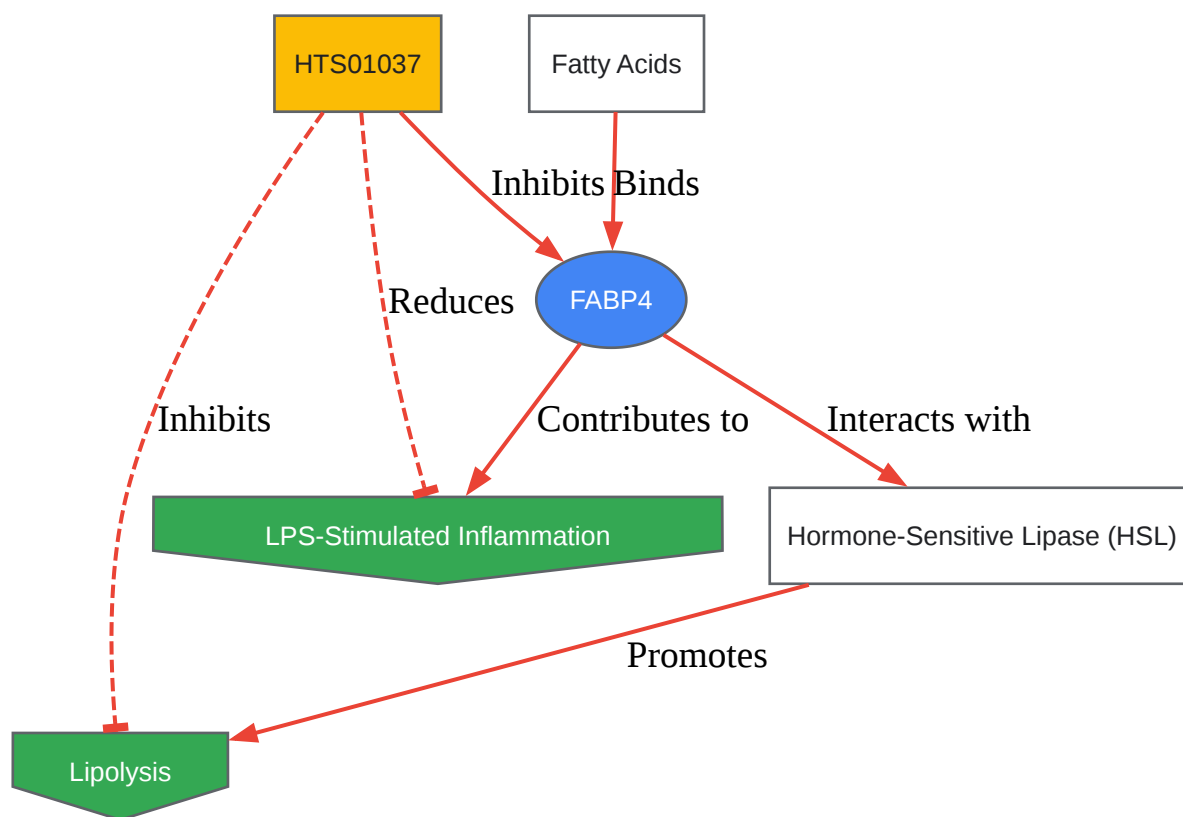 HTS01037
Fatty Acids
Inhibits
Binds
FABP4
Reduces
Inhibits
Contributes to
Interacts with
LPS-Stimulated Inflammation
Hormone-Sensitive Lipase (HSL)
Promotes
Lipolysis